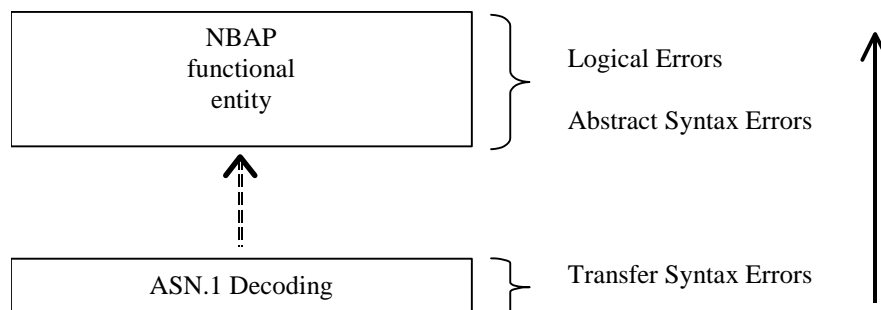 NBAP
functional
entity
Logical Errors
Abstract Syntax Errors
ASN.1 Decoding
Transfer Syntax Errors